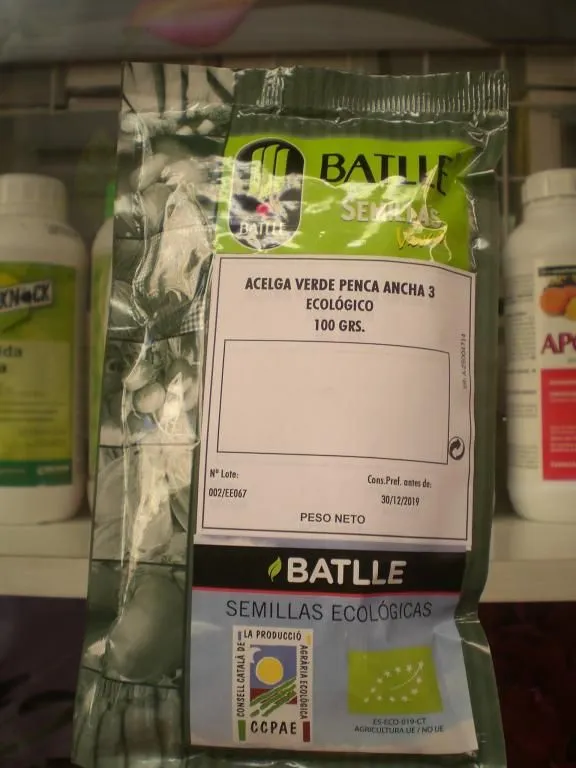 BATLLE
SEMILLAS
BATLLE
ACELGA VERDE PENCA ANCHA 3
ECOLÓGICO
100 GRS.
Nº Lote:
002/EE067
Cons.Pref. antes de:
30/12/2019
PESO NETO
BATLLE
SEMILLAS ECOLÓGICAS
CONSELL CATALÀ DE LA PRODUCCIÓ AGRÀRIA ECOLÒGICA
CCPAE
ES-ECO-019-CT
AGRICULTURA UE / NO UE
KNOCK